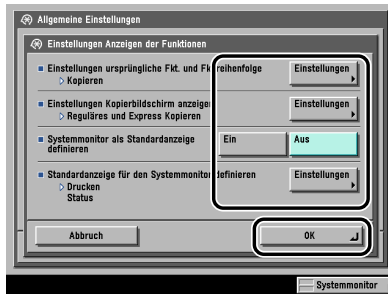 Allgemeine Einstellungen
Einstellungen Anzeigen der Funktionen
Einstellungen ursprüngliche Fkt. und Fk reihenfolge
Kopieren
Einstellungen
Einstellungen Kopierbildschirm anzeige
Reguläres und Express Kopieren
Einstellungen
Systemmonitor als Standardanzeige
definieren
Ein
Aus
Standardanzeige für den Systemmonitor definieren
Drucken
Status
Einstellungen
Abbruch
OK
Systemmonitor